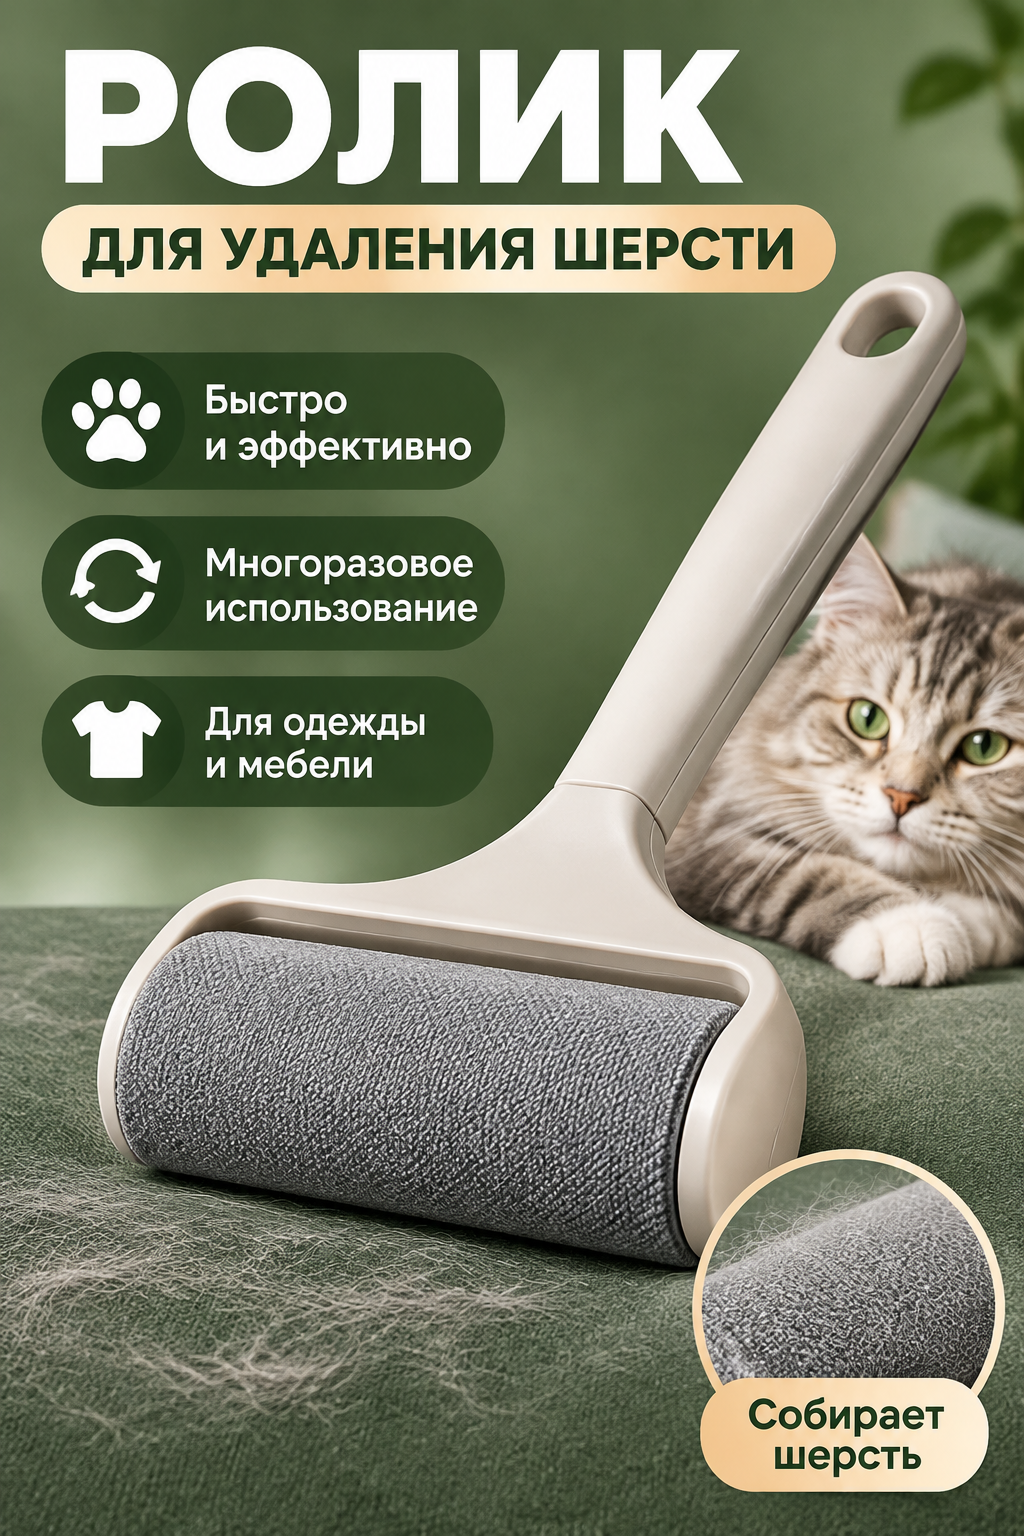 РОЛИК
ДЛЯ УДАЛЕНИЯ ШЕРСТИ
Быстро
и эффективно
Многоразовое
использование
Для одежды
и мебели
Собирает
шерсть